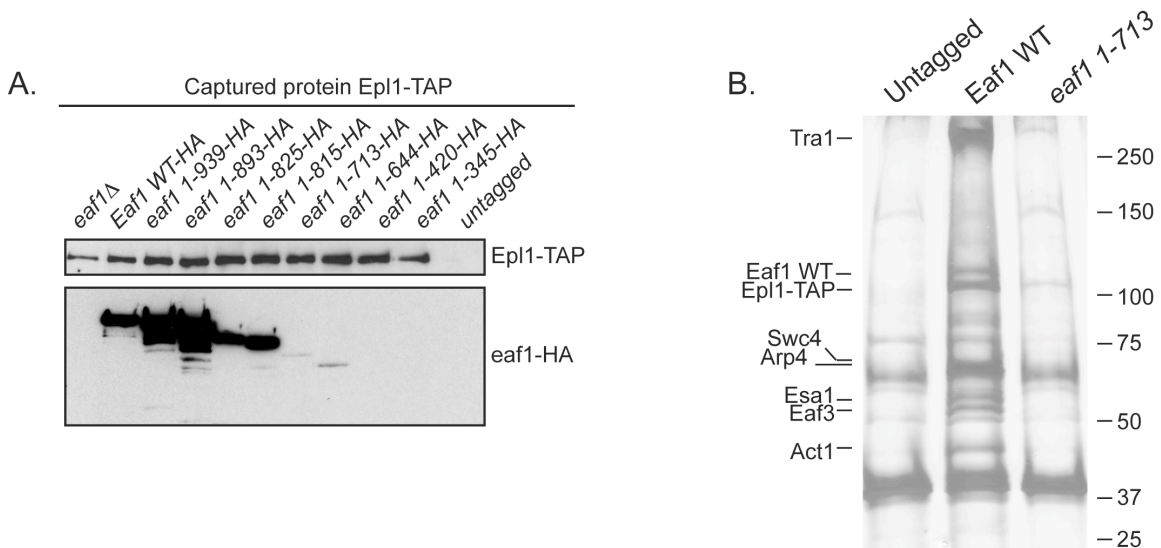 A.
Captured protein Epl1-TAP
eaf1Δ
Eaf1 WT-HA
eaf1 1-939-HA
eaf1 1-893-HA
eaf1 1-825-HA
eaf1 1-815-HA
eaf1 1-713-HA
eaf1 1-644-HA
eaf1 1-420-HA
eaf1 1-345-HA
untagged
Epl1-TAP
eaf1-HA
B.
Untagged
Eaf1 WT
eaf1 1-713
Tra1
Eaf1 WT
Epl1-TAP
Swc4
Arp4
Esa1
Eaf3
Act1
250
150
100
75
50
37
25